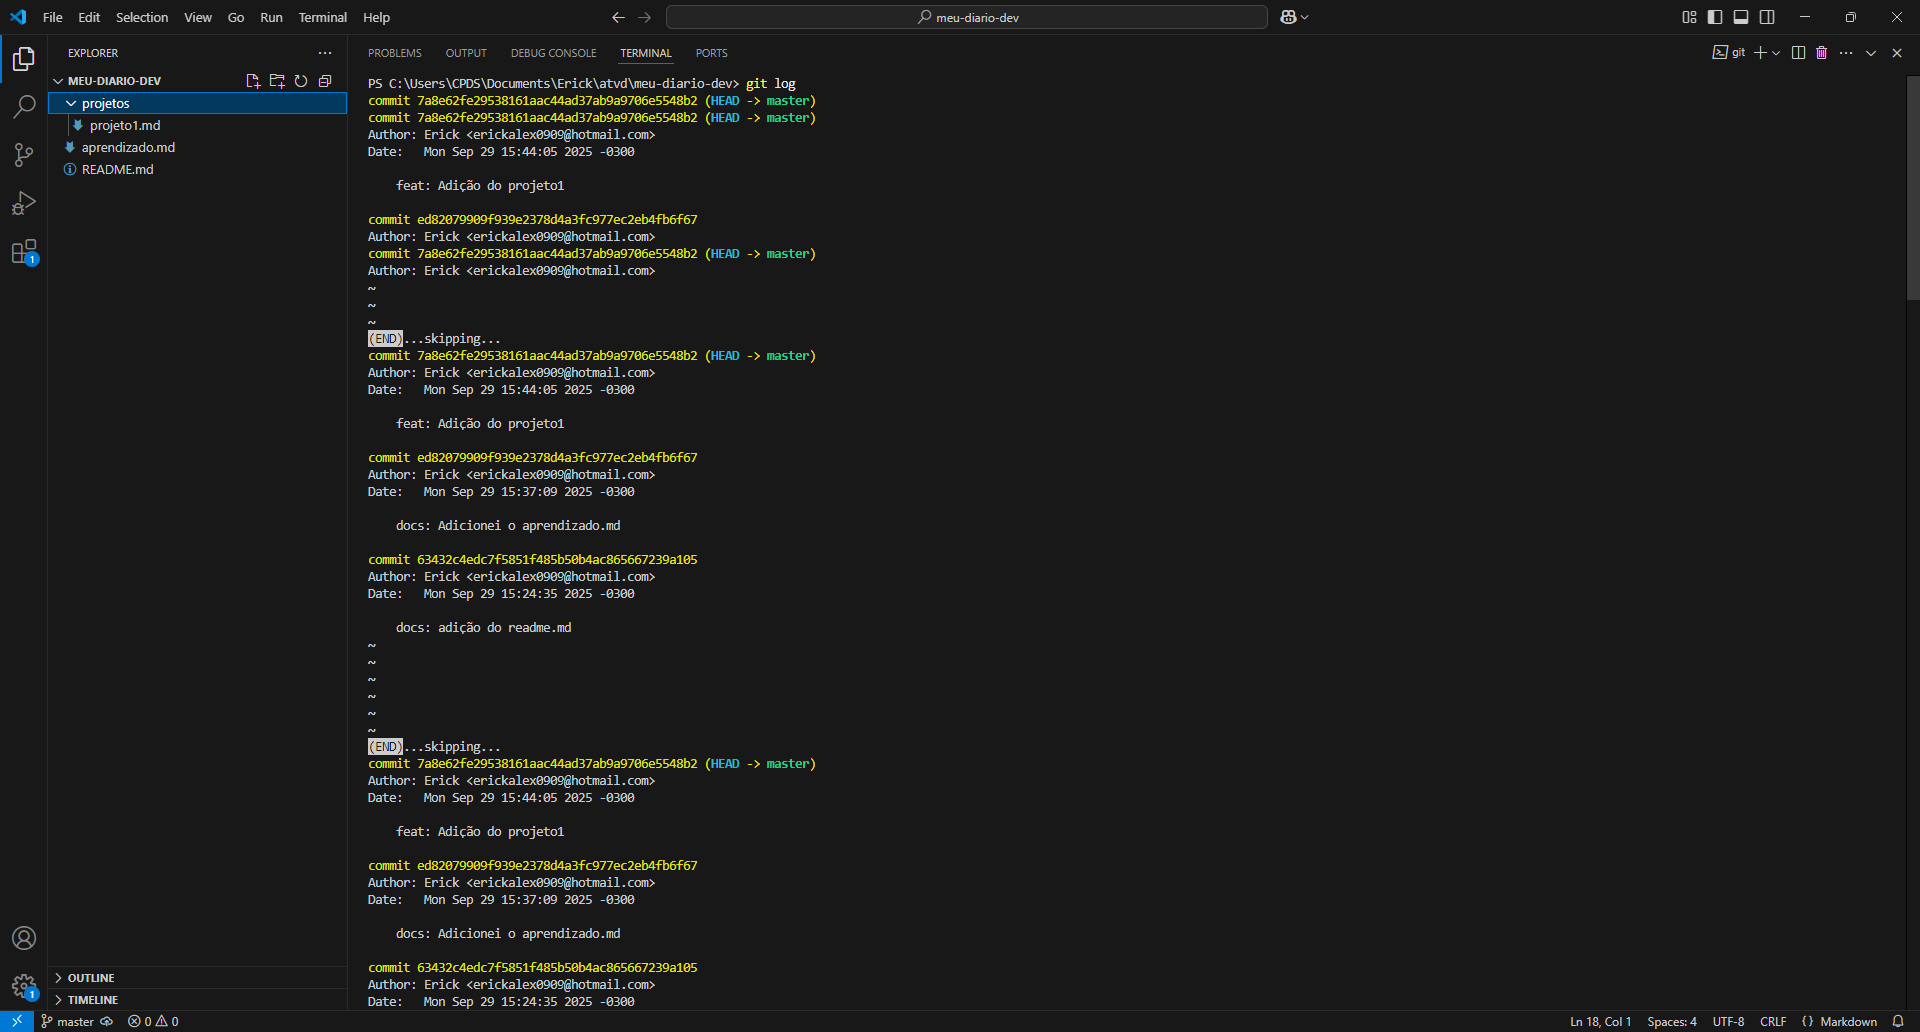 File Edit Selection View Go Run Terminal Help
meu-diario-dev
EXPLORER
MEU-DIARIO-DEV
projetos
projeto1.md
aprendizado.md
README.md
OUTLINE
TIMELINE
PROBLEMS OUTPUT DEBUG CONSOLE TERMINAL PORTS
git
PS C:\Users\CPDS\Documents\Erick\atvd\meu-diario-dev> git log
commit 7a8e62fe29538161aac44ad37ab9a9706e5548b2 (HEAD -> master)
commit 7a8e62fe29538161aac44ad37ab9a9706e5548b2 (HEAD -> master)
Author: Erick <erickalex0909@hotmail.com>
Date:   Mon Sep 29 15:44:05 2025 -0300
feat: Adição do projeto1
commit ed82079909f939e2378d4a3fc977ec2eb4fb6f67
Author: Erick <erickalex0909@hotmail.com>
commit 7a8e62fe29538161aac44ad37ab9a9706e5548b2 (HEAD -> master)
Author: Erick <erickalex0909@hotmail.com>
~
~
~
(END)...skipping...
commit 7a8e62fe29538161aac44ad37ab9a9706e5548b2 (HEAD -> master)
Author: Erick <erickalex0909@hotmail.com>
Date:   Mon Sep 29 15:44:05 2025 -0300
feat: Adição do projeto1
commit ed82079909f939e2378d4a3fc977ec2eb4fb6f67
Author: Erick <erickalex0909@hotmail.com>
Date:   Mon Sep 29 15:37:09 2025 -0300
docs: Adicionei o aprendizado.md
commit 63432c4edc7f5851f485b50b4ac865667239a105
Author: Erick <erickalex0909@hotmail.com>
Date:   Mon Sep 29 15:24:35 2025 -0300
docs: adição do readme.md
~
~
~
~
~
~
(END)...skipping...
commit 7a8e62fe29538161aac44ad37ab9a9706e5548b2 (HEAD -> master)
Author: Erick <erickalex0909@hotmail.com>
Date:   Mon Sep 29 15:44:05 2025 -0300
feat: Adição do projeto1
commit ed82079909f939e2378d4a3fc977ec2eb4fb6f67
Author: Erick <erickalex0909@hotmail.com>
Date:   Mon Sep 29 15:37:09 2025 -0300
docs: Adicionei o aprendizado.md
commit 63432c4edc7f5851f485b50b4ac865667239a105
Author: Erick <erickalex0909@hotmail.com>
Date:   Mon Sep 29 15:24:35 2025 -0300
1
1
master 0 0 Ln 18, Col 1 Spaces: 4 UTF-8 CRLF {} Markdown